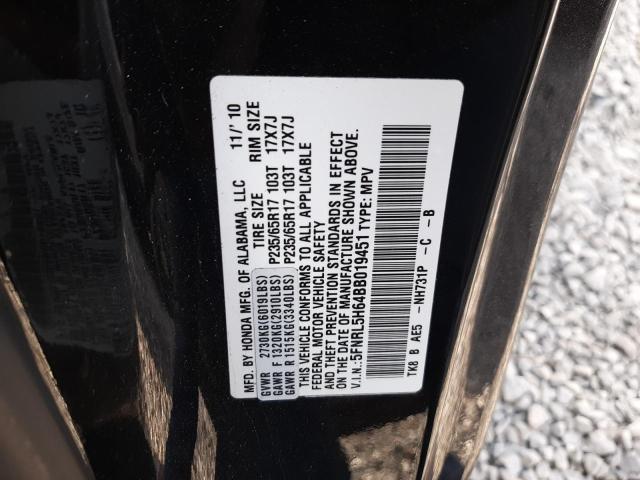 MFD. BY HONDA MFG. OF ALABAMA, LLC 11/'10
TIRE SIZE RIM SIZE
GVWR 2730KG(6019LBS)
GAWR F 1320KG(2910LBS) P235/65R17 103T 17X7J
GAWR R 1515KG(3340LBS) P235/65R17 103T 17X7J
THIS VEHICLE CONFORMS TO ALL APPLICABLE
FEDERAL MOTOR VEHICLE SAFETY
AND THEFT PREVENTION STANDARDS IN EFFECT
ON THE DATE OF MANUFACTURE SHOWN ABOVE.
V.I.N.:5FNRL5H64BB019451 TYPE: MPV
TK8 B AE5 -NH731P -C -B